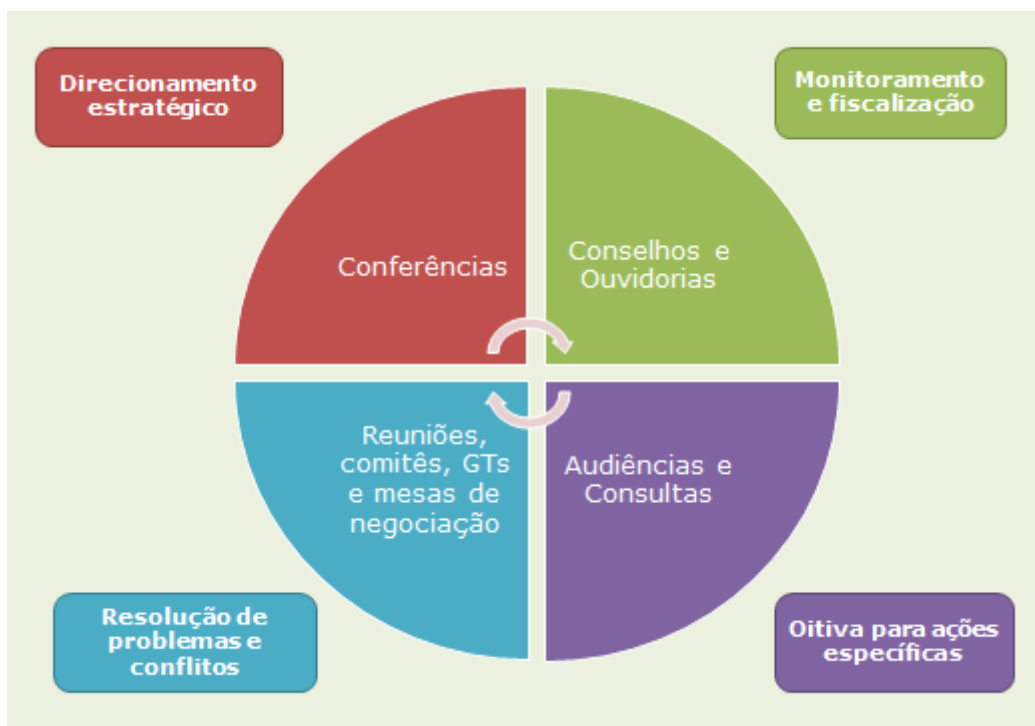 Direcionamento
estratégico
Monitoramento
e fiscalização
Conferências
Conselhos e
Ouvidorias
Reuniões,
comitês, GTs
e mesas de
negociação
Audiências e
Consultas
Resolução de
problemas e
conflitos
Oitiva para ações
específicas